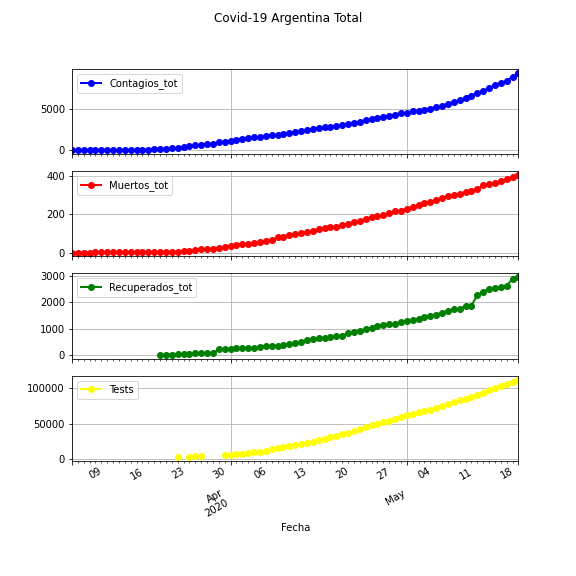 Covid-19 Argentina Total
Contagios_tot
5000
0
Muertos_tot
400
200
0
Recuperados_tot
3000
2000
1000
0
Tests
100000
50000
0
09 16 23 30 06 13 20 27 04 11 18
Apr
2020
May
Fecha